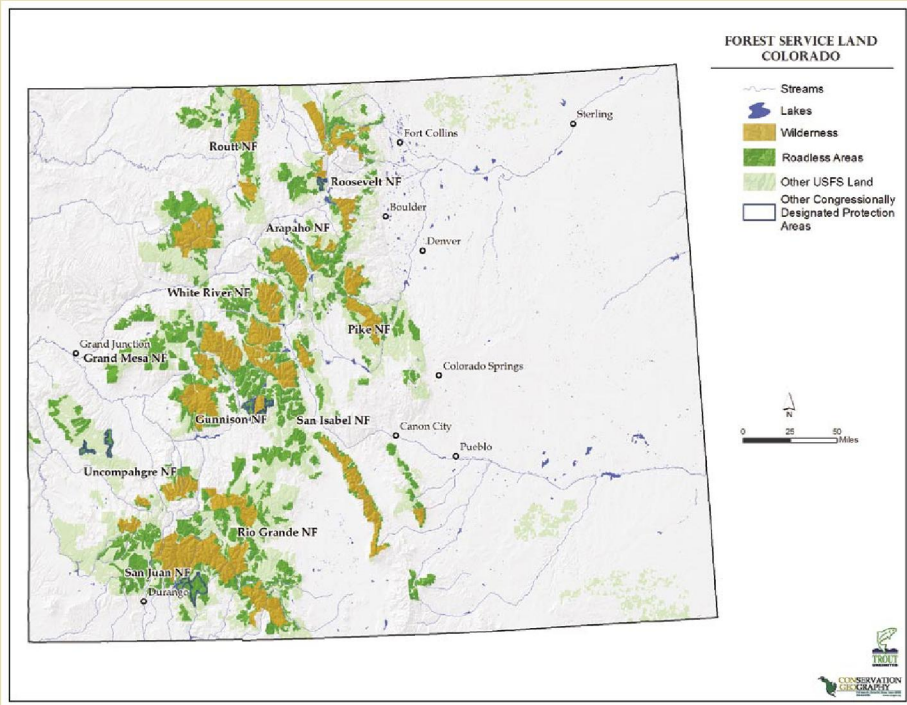 FOREST SERVICE LAND
COLORADO
Streams
Lakes
Wilderness
Roadless Areas
Other USFS Land
Other Congressionally
Designated Protection
Areas
Sterling
Fort Collins
Routt NF
Roosevelt NF
Boulder
Arapaho NF
Denver
White River NF
Pike NF
Grand Junction
Grand Mesa NF
Colorado Springs
Gunnison NF
San Isabel NF
Canon City
Pueblo
N
0 25 50
Miles
Uncompahgre NF
Rio Grande NF
San Juan NF
Durango
TROUT
UNLIMITED
CONSERVATION
GEOGRAPHY